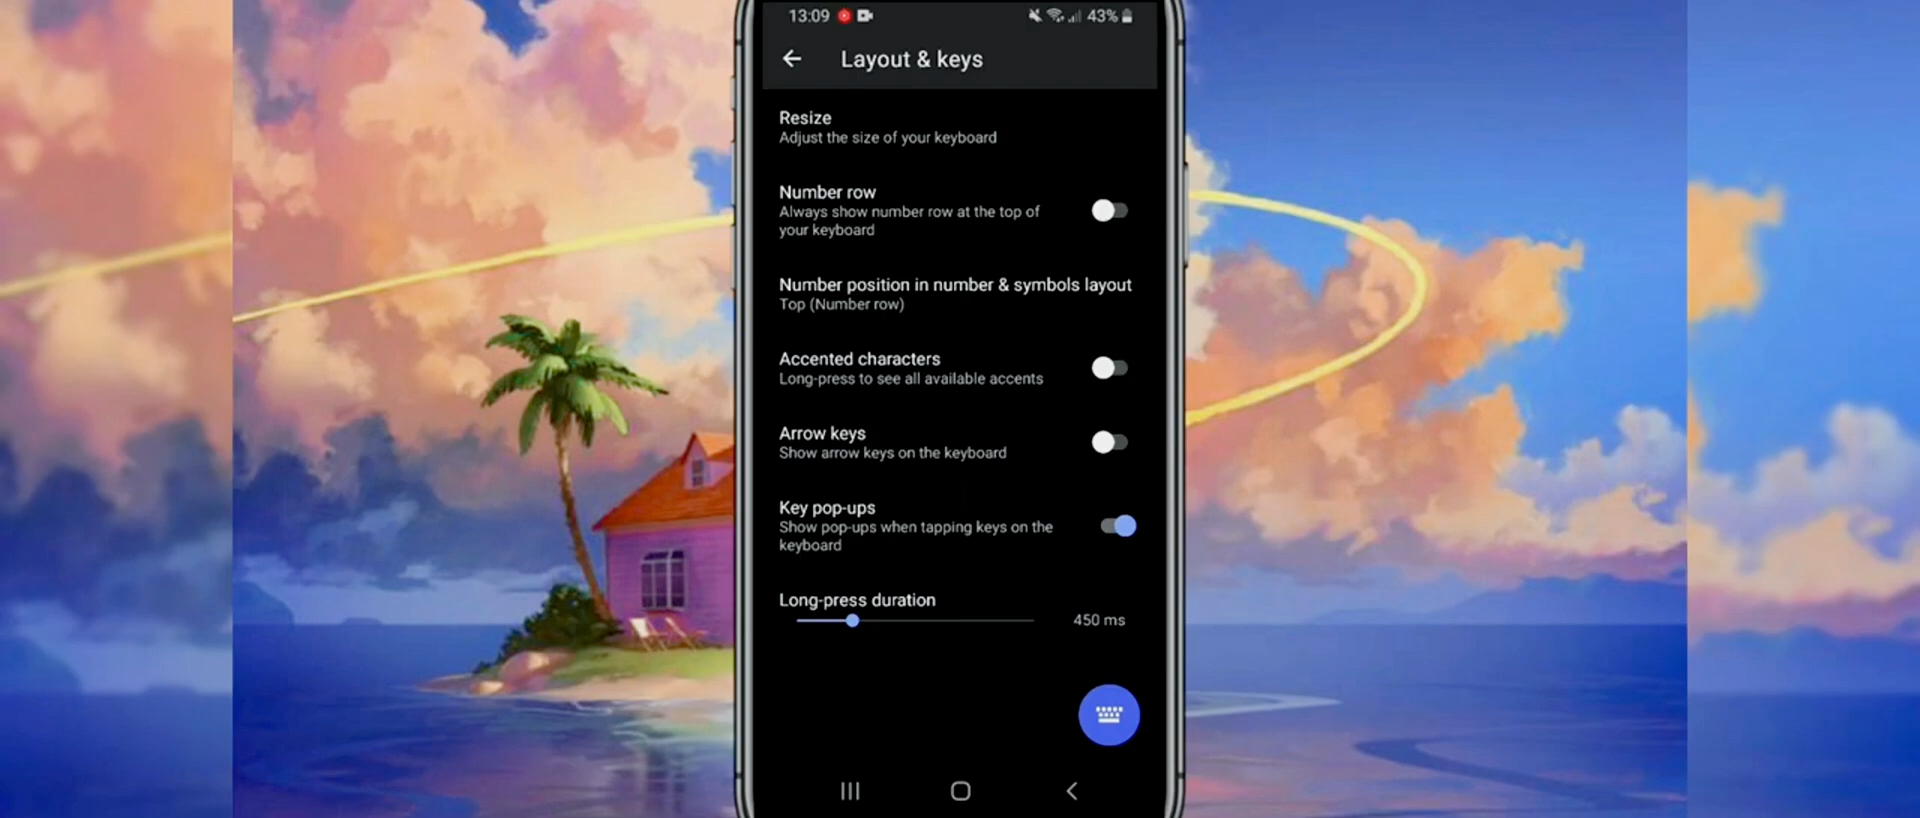 13:09 43%
Layout & keys
Resize
Adjust the size of your keyboard
Number row
Always show number row at the top of
your keyboard
Number position in number & symbols layout
Top (Number row)
Accented characters
Long-press to see all available accents
Arrow keys
Show arrow keys on the keyboard
Key pop-ups
Show pop-ups when tapping keys on the
keyboard
Long-press duration
450 ms